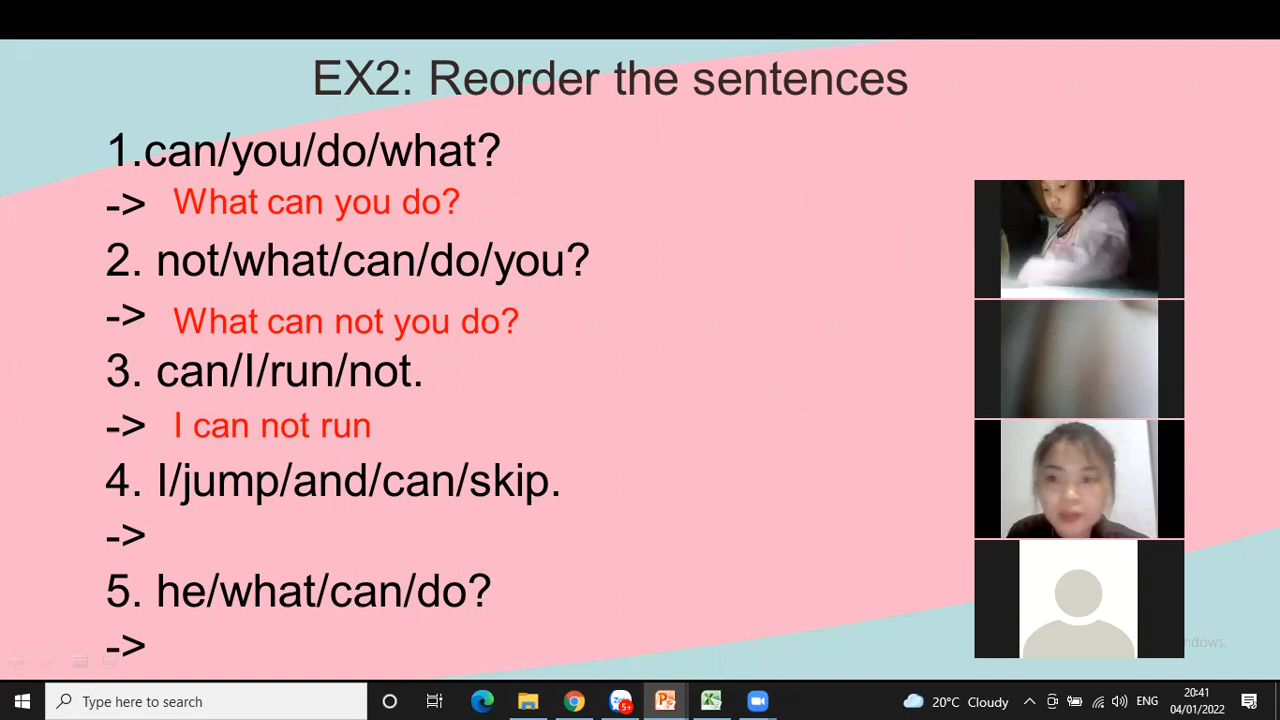 EX2: Reorder the sentences
1.can/you/do/what?
-> What can you do?
2. not/what/can/do/you?
-> What can not you do?
3. can/I/run/not.
-> I can not run
4. I/jump/and/can/skip.
->
5. he/what/can/do?
->
ndows.
Type here to search
5+
20°C Cloudy
ENG
20:41
04/01/2022